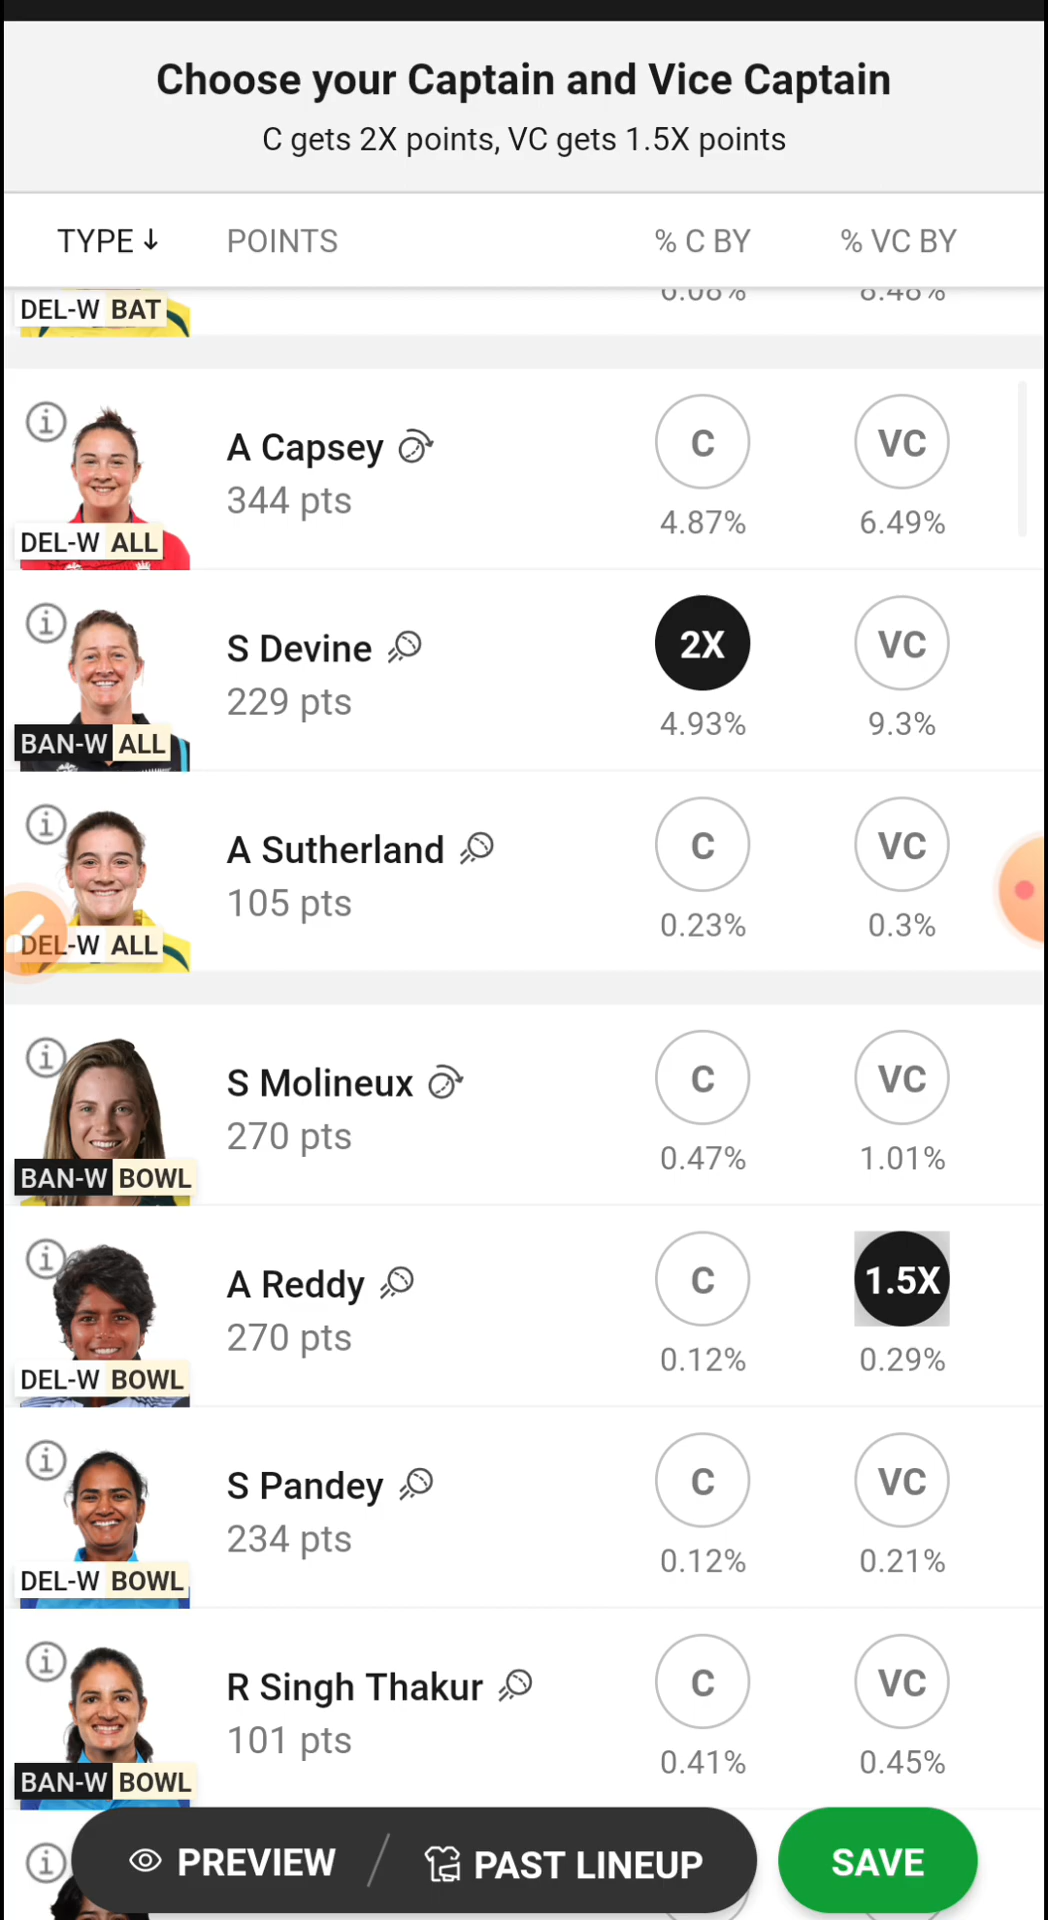 Choose your Captain and Vice Captain
C gets 2X points, VC gets 1.5X points
TYPE ↓ POINTS % C BY % VC BY
DEL-W BAT 6.08% 8.48%
A Capsey C VC
344 pts
DEL-W ALL 4.87% 6.49%
S Devine 2X VC
229 pts
BAN-W ALL 4.93% 9.3%
A Sutherland C VC
105 pts
DEL-W ALL 0.23% 0.3%
S Molineux C VC
270 pts
BAN-W BOWL 0.47% 1.01%
A Reddy C 1.5X
270 pts
DEL-W BOWL 0.12% 0.29%
S Pandey C VC
234 pts
DEL-W BOWL 0.12% 0.21%
R Singh Thakur C VC
101 pts
BAN-W BOWL 0.41% 0.45%
PREVIEW / PAST LINEUP SAVE